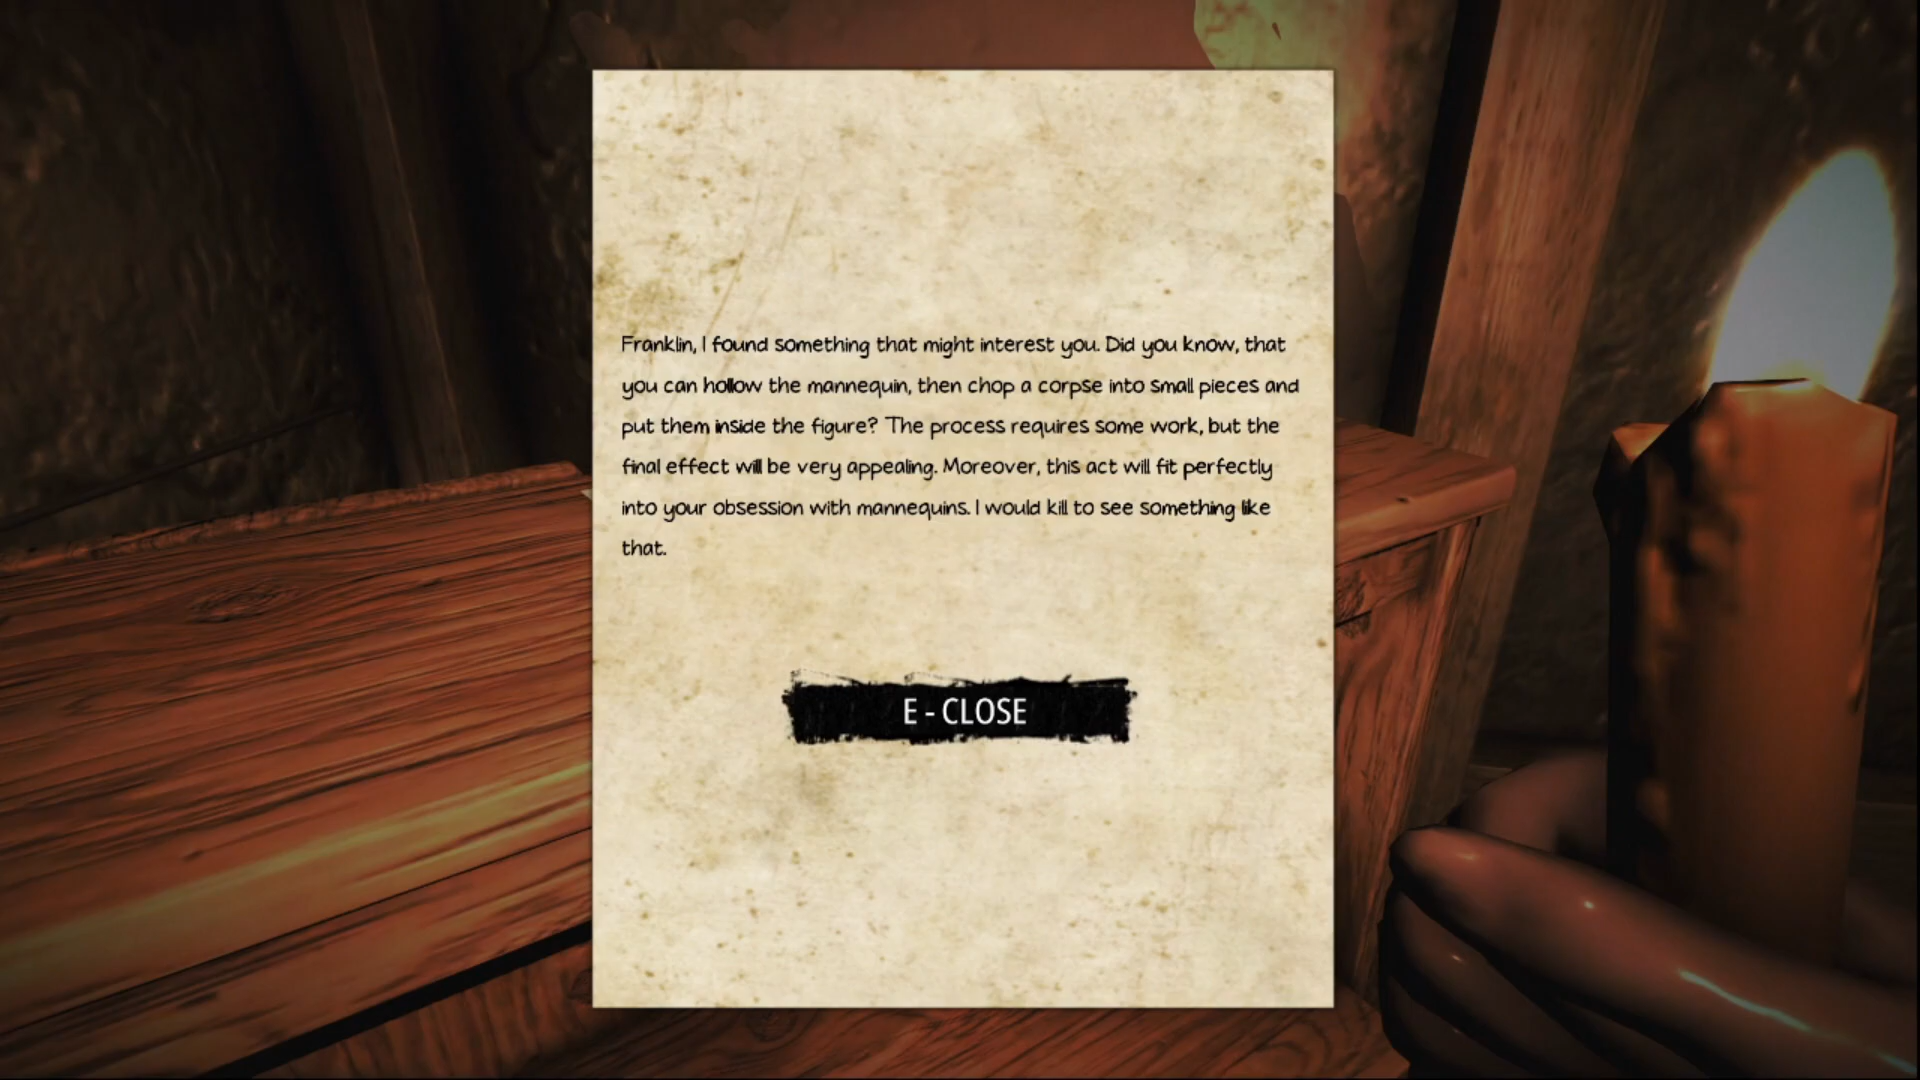 Franklin, I found something that might interest you. Did you know, that
you can hollow the mannequin, then chop a corpse into small pieces and
put them inside the figure? The process requires some work, but the
final effect will be very appealing. Moreover, this act will fit perfectly
into your obsession with mannequins. I would kill to see something like
that.
E - CLOSE